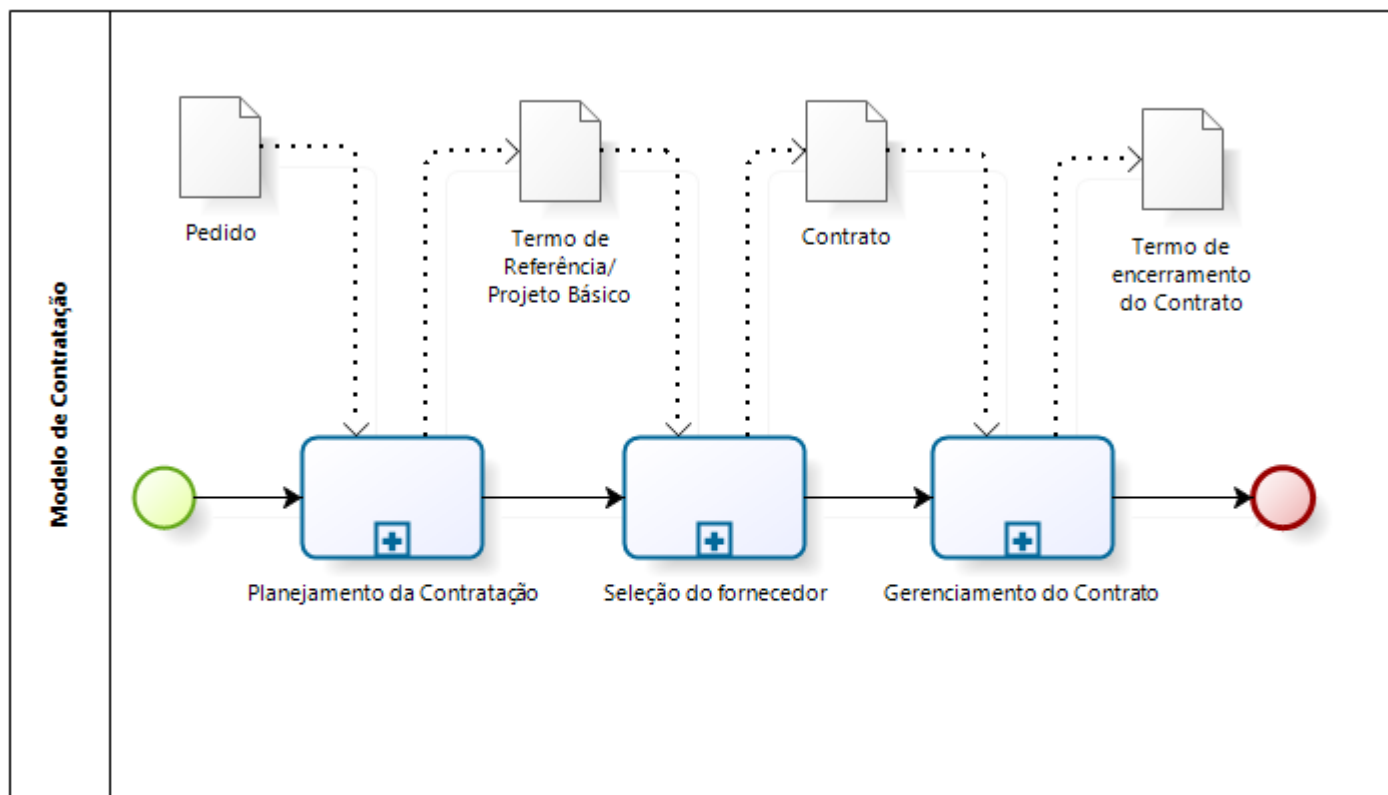 Modelo de Contratação
Pedido
Termo de
Referência/
Projeto Básico
Contrato
Termo de
encerramento
do Contrato
Planejamento da Contratação
Seleção do fornecedor
Gerenciamento do Contrato